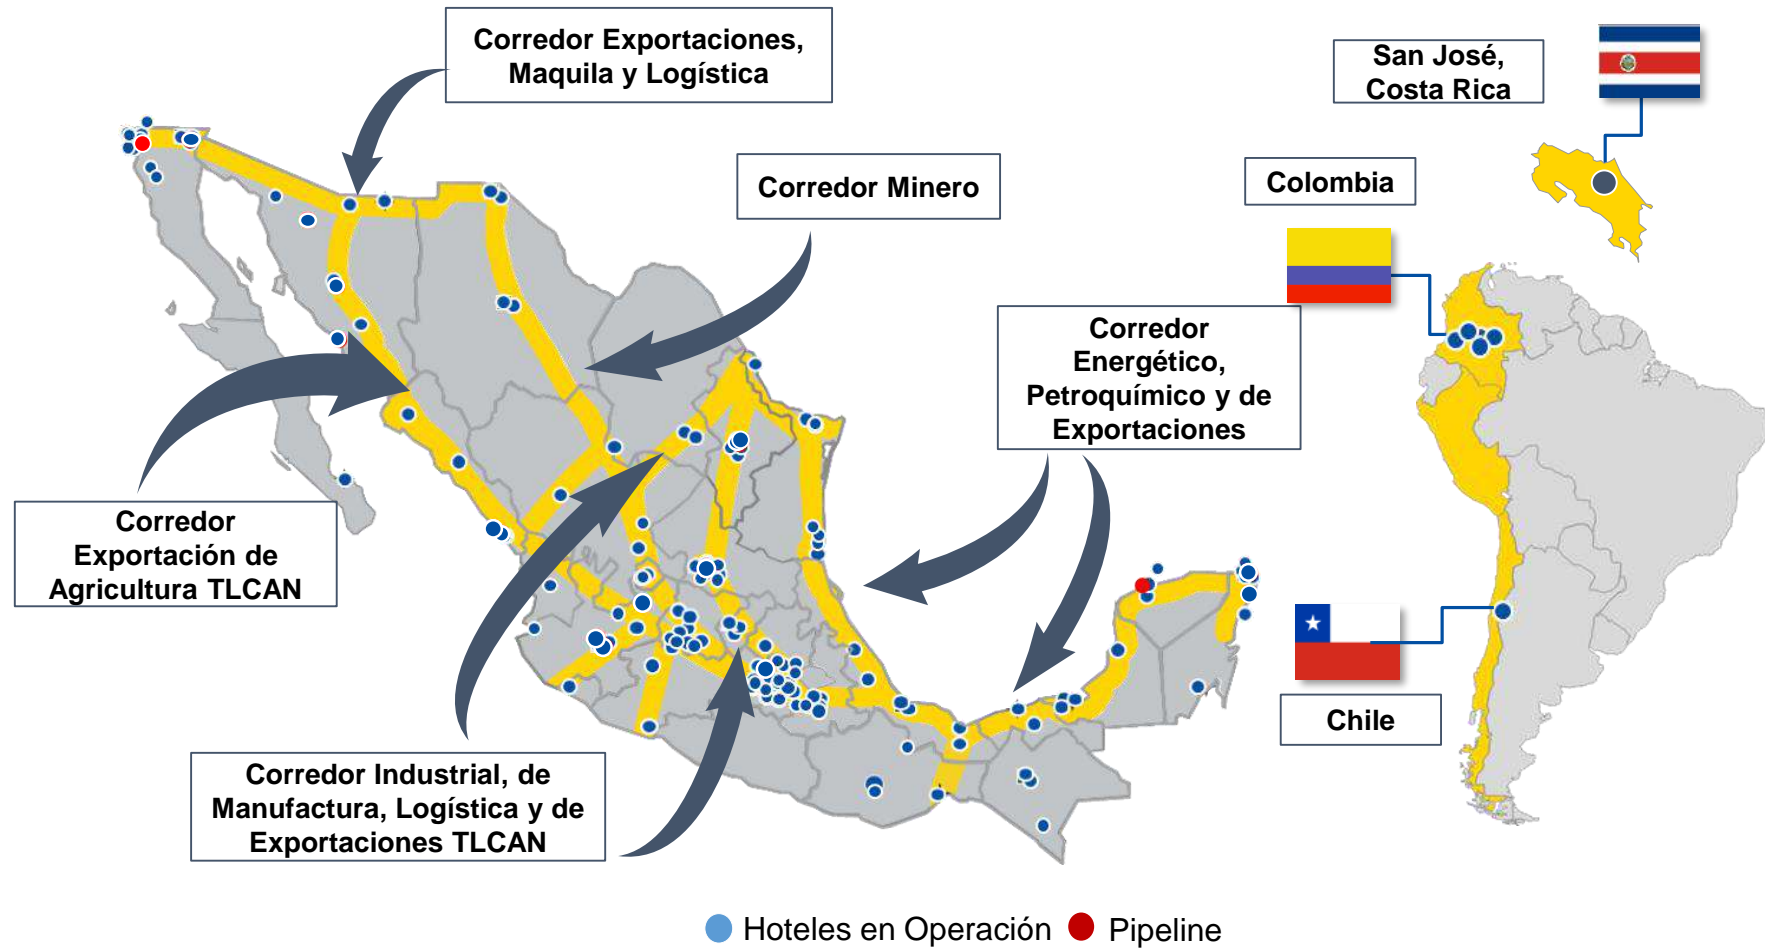 Corredor Exportaciones,
Maquila y Logística
San José,
Costa Rica
Corredor Minero
Colombia
Corredor
Energético,
Petroquímico y de
Exportaciones
Corredor
Exportación de
Agricultura TLCAN
Chile
Corredor Industrial, de
Manufactura, Logística y de
Exportaciones TLCAN
Hoteles en Operación
Pipeline